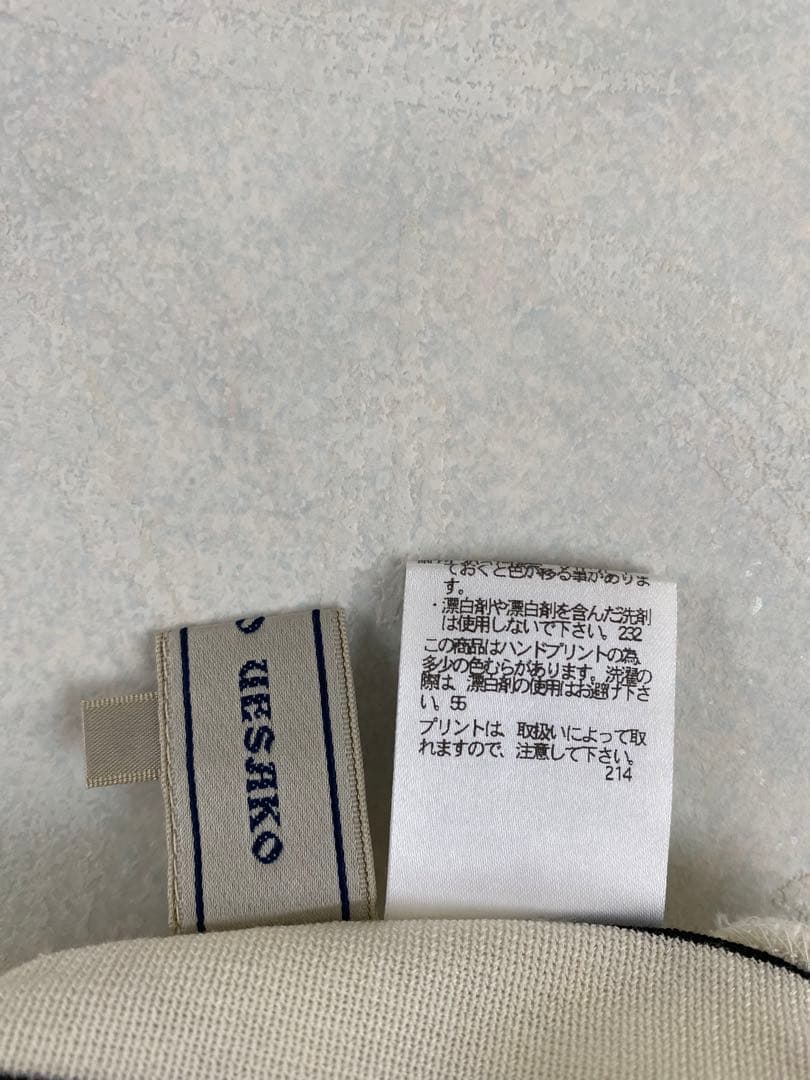 UESAKO
ておくと色が移る事がありま
す。
・漂白剤や漂白剤を含んだ洗剤
は使用しないで下さい。232
この商品はハンドプリントの為、
多少の色むらがあります。洗濯の
際は、漂白剤の使用はお避け下さ
い。55
プリントは、取扱いによって取
れますので、注意して下さい。
214